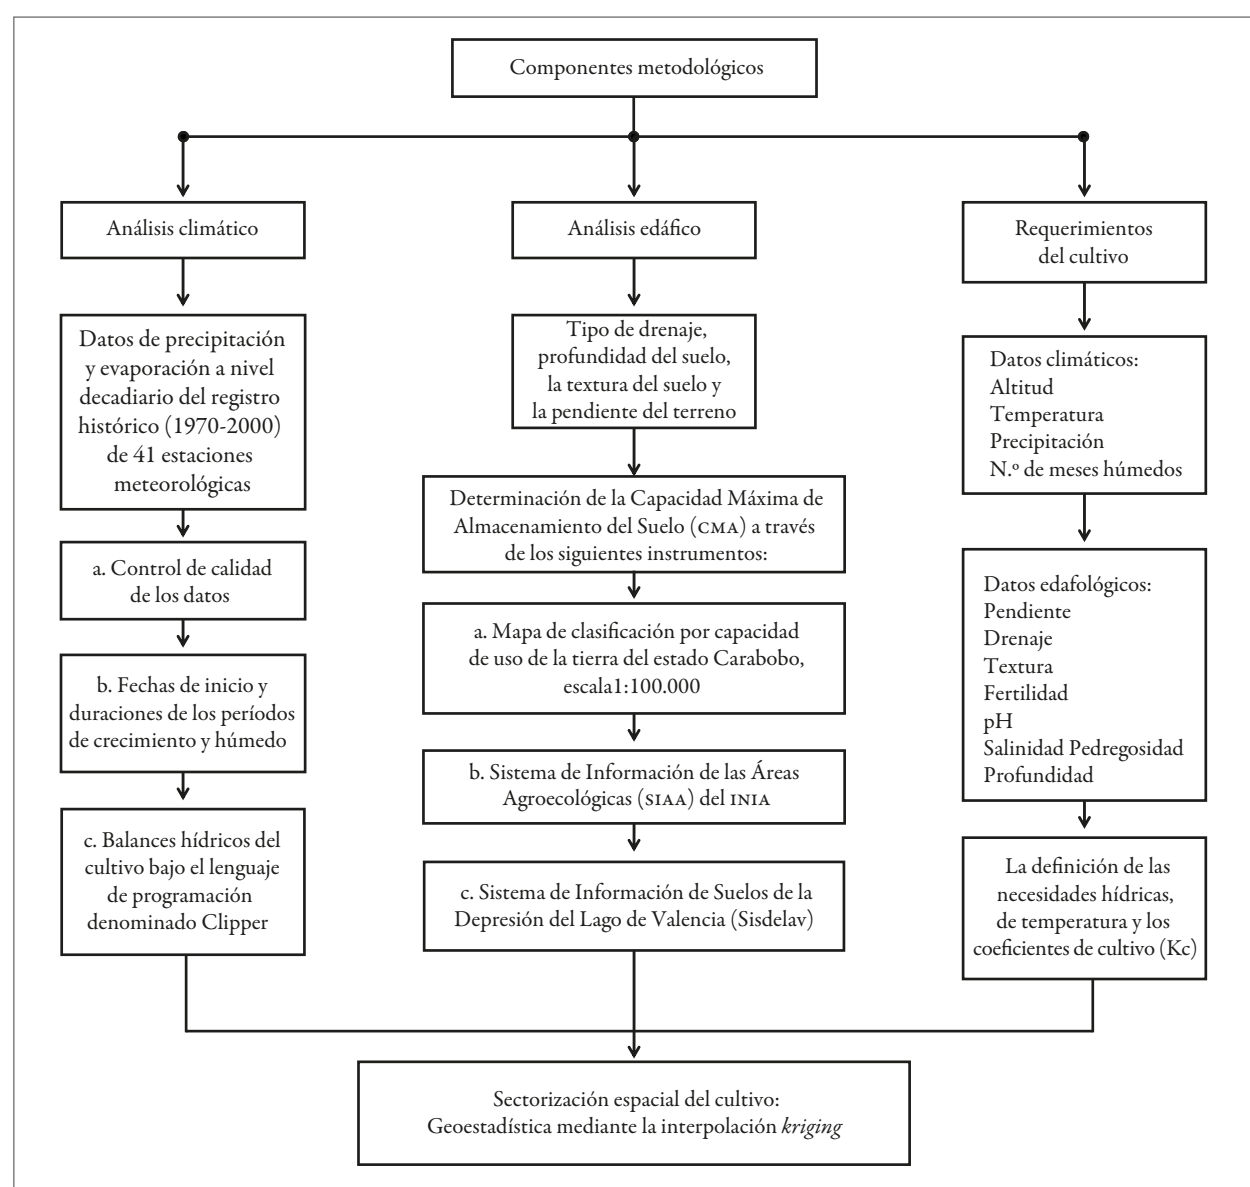 Componentes metodológicos
Análisis climático
Datos de precipitación
y evaporación a nivel
decadiario del registro
histórico (1970-2000)
de 41 estaciones
meteorológicas
a. Control de calidad
de los datos
b. Fechas de inicio y
duraciones de los períodos
de crecimiento y húmedo
c. Balances hídricos del
cultivo bajo el lenguaje
de programación
denominado Clipper
Análisis edáfico
Tipo de drenaje,
profundidad del suelo,
la textura del suelo y
la pendiente del terreno
Determinación de la Capacidad Máxima de
Almacenamiento del Suelo (CMA) a través
de los siguientes instrumentos:
a. Mapa de clasificación por capacidad
de uso de la tierra del estado Carabobo,
escala1:100.000
b. Sistema de Información de las Áreas
Agroecológicas (SIAA) del INIA
c. Sistema de Información de Suelos de la
Depresión del Lago de Valencia (Sisdelav)
Requerimientos
del cultivo
Datos climáticos:
Altitud
Temperatura
Precipitación
N.º de meses húmedos
Datos edafológicos:
Pendiente
Drenaje
Textura
Fertilidad
pH
Salinidad Pedregosidad
Profundidad
La definición de las
necesidades hídricas,
de temperatura y los
coeficientes de cultivo (Kc)
Sectorización espacial del cultivo:
Geoestadística mediante la interpolación kriging